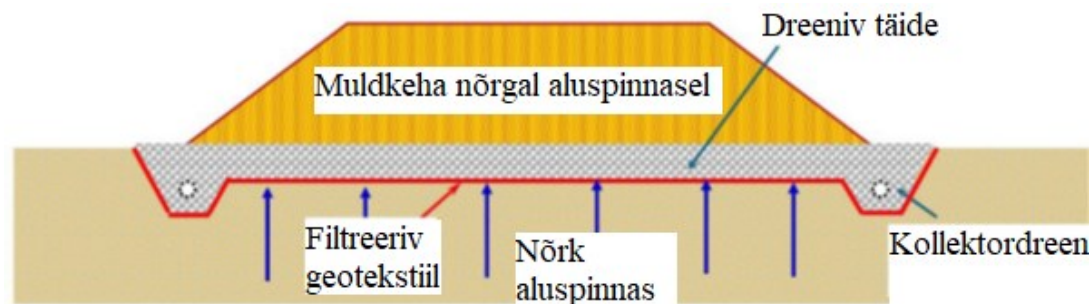 Dreeniv täide
Muldkeha nõrgal aluspinnasel
Filtreeriv
geotekstiil
Nõrk
aluspinnas
Kollektordreen